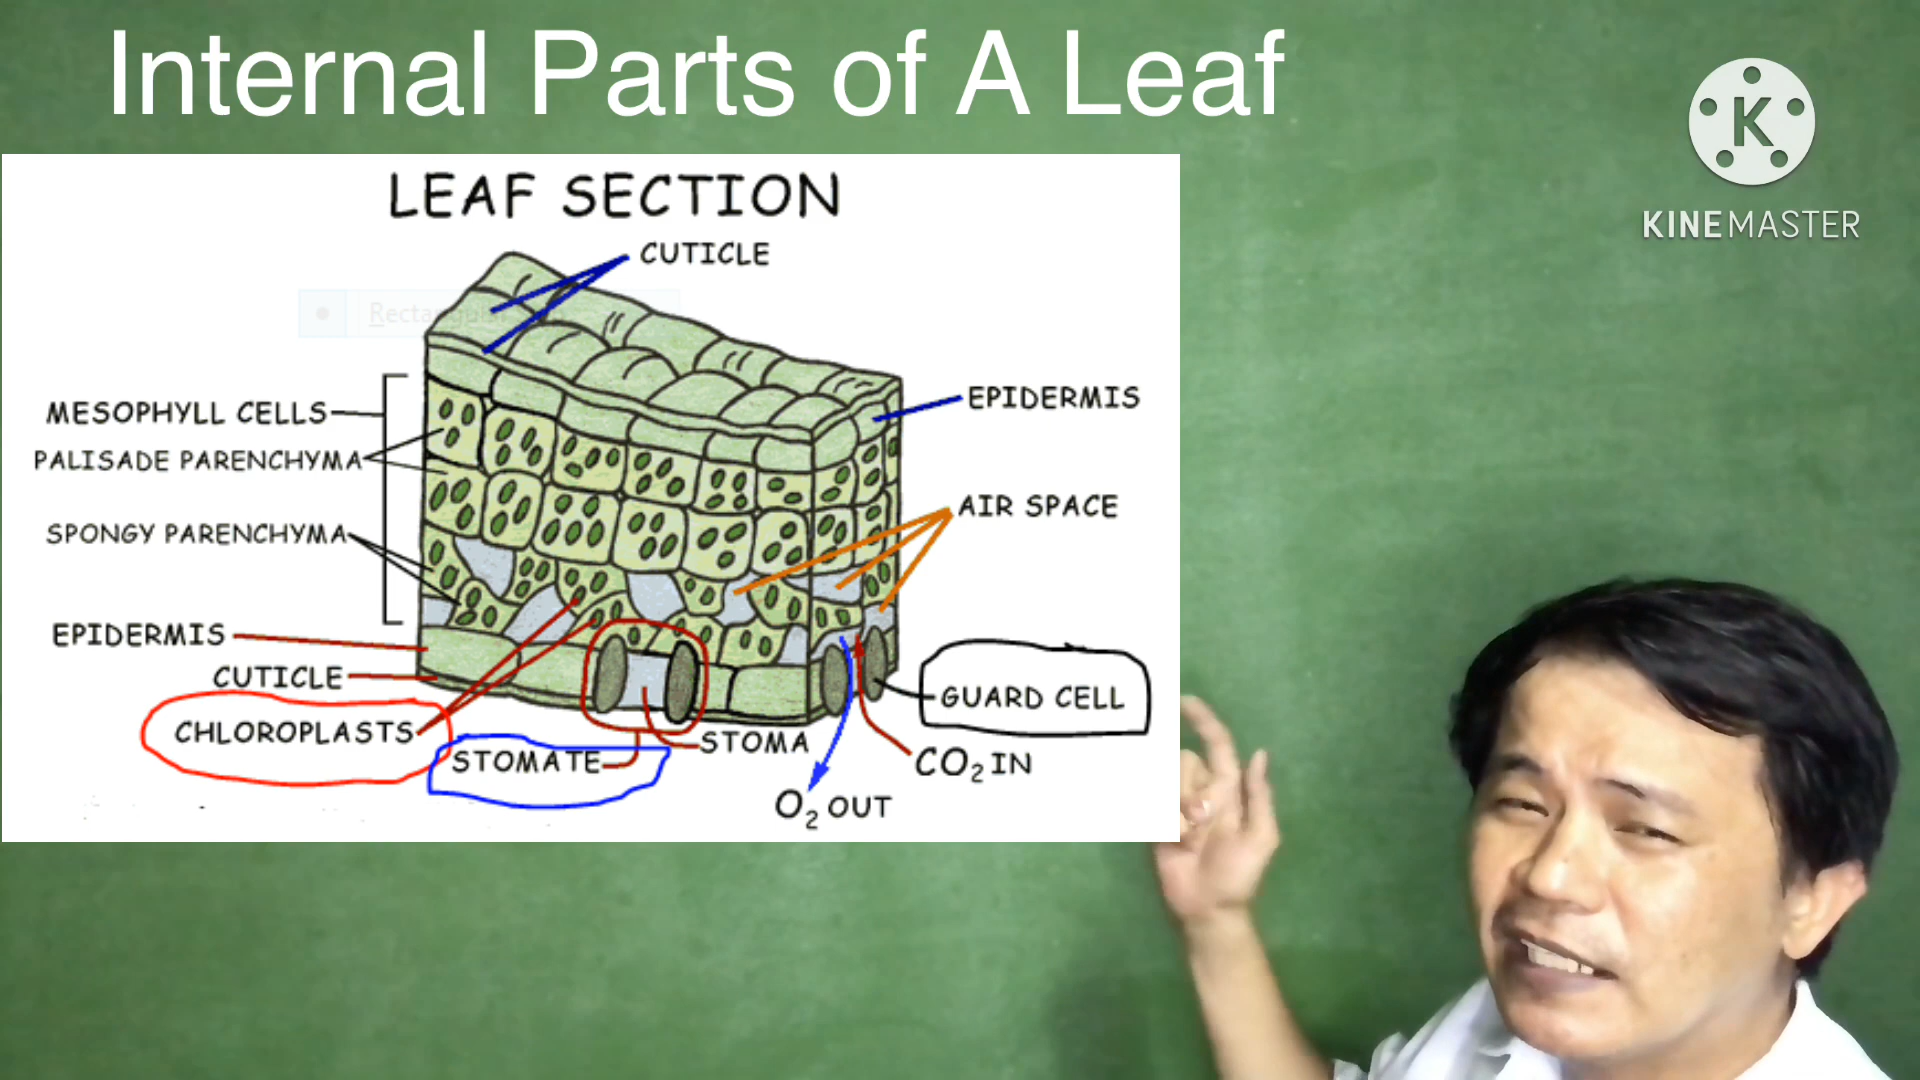 Internal Parts of A Leaf
K
KINEMASTER
LEAF SECTION
CUTICLE
MESOPHYLL CELLS
EPIDERMIS
PALISADE PARENCHYMA
AIR SPACE
SPONGY PARENCHYMA
EPIDERMIS
CUTICLE
GUARD CELL
CHLOROPLASTS
STOMATE
STOMA
CO2 IN
O2 OUT